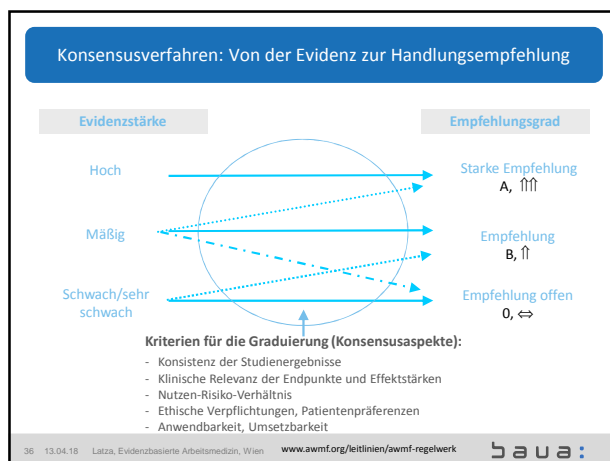 Konsensusverfahren: Von der Evidenz zur Handlungsempfehlung
Evidenzstärke
Empfehlungsgrad
Hoch
Starke Empfehlung
A, ⇑⇑
Mäßig
Empfehlung
B, ⇑
Schwach/sehr
schwach
Empfehlung offen
0, ⇔
Kriterien für die Graduierung (Konsensusaspekte):
- Konsistenz der Studienergebnisse
- Klinische Relevanz der Endpunkte und Effektstärken
- Nutzen-Risiko-Verhältnis
- Ethische Verpflichtungen, Patientenpräferenzen
- Anwendbarkeit, Umsetzbarkeit
36 13.04.18 Latza, Evidenzbasierte Arbeitsmedizin, Wien www.awmf.org/leitlinien/awmf-regelwerk baua: